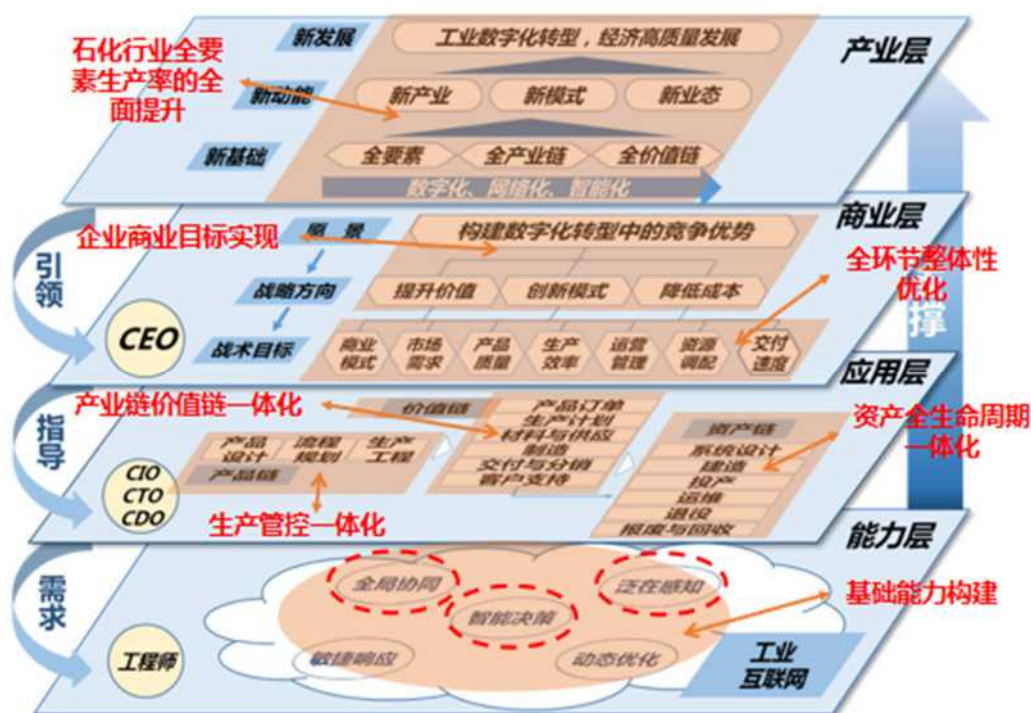 新发展
工业数字化转型，经济高质量发展
产业层
石化行业全要
素生产率的全
面提升
新动能
新产业
新模式
新业态
新基础
全要素
全产业链
全价值链
数字化、网络化、智能化
商业层
企业商业目标实现
愿景
构建数字化转型中的竞争优势
引领
全环节整体性
优化
战略方向
提升价值
创新模式
降低成本
撑
CEO
战术目标
商业
模式
市场
需求
产品
质量
生产
效率
运营
管理
资源
调配
交付
速度
应用层
产业链价值链一体化
价值链
产品订单
生产计划
材料与供应
制造
交付与分销
客户支持
指导
资产全生命周期
一体化
资产链
系统设计
建造
投产
运维
退役
报废与回收
产品
设计
流程
规划
生产
工程
产品链
CIO
CTO
CDO
生产管控一体化
能力层
需求
全局协同
泛在感知
智能决策
基础能力构建
敏捷响应
动态优化
工程师
工业
互联网